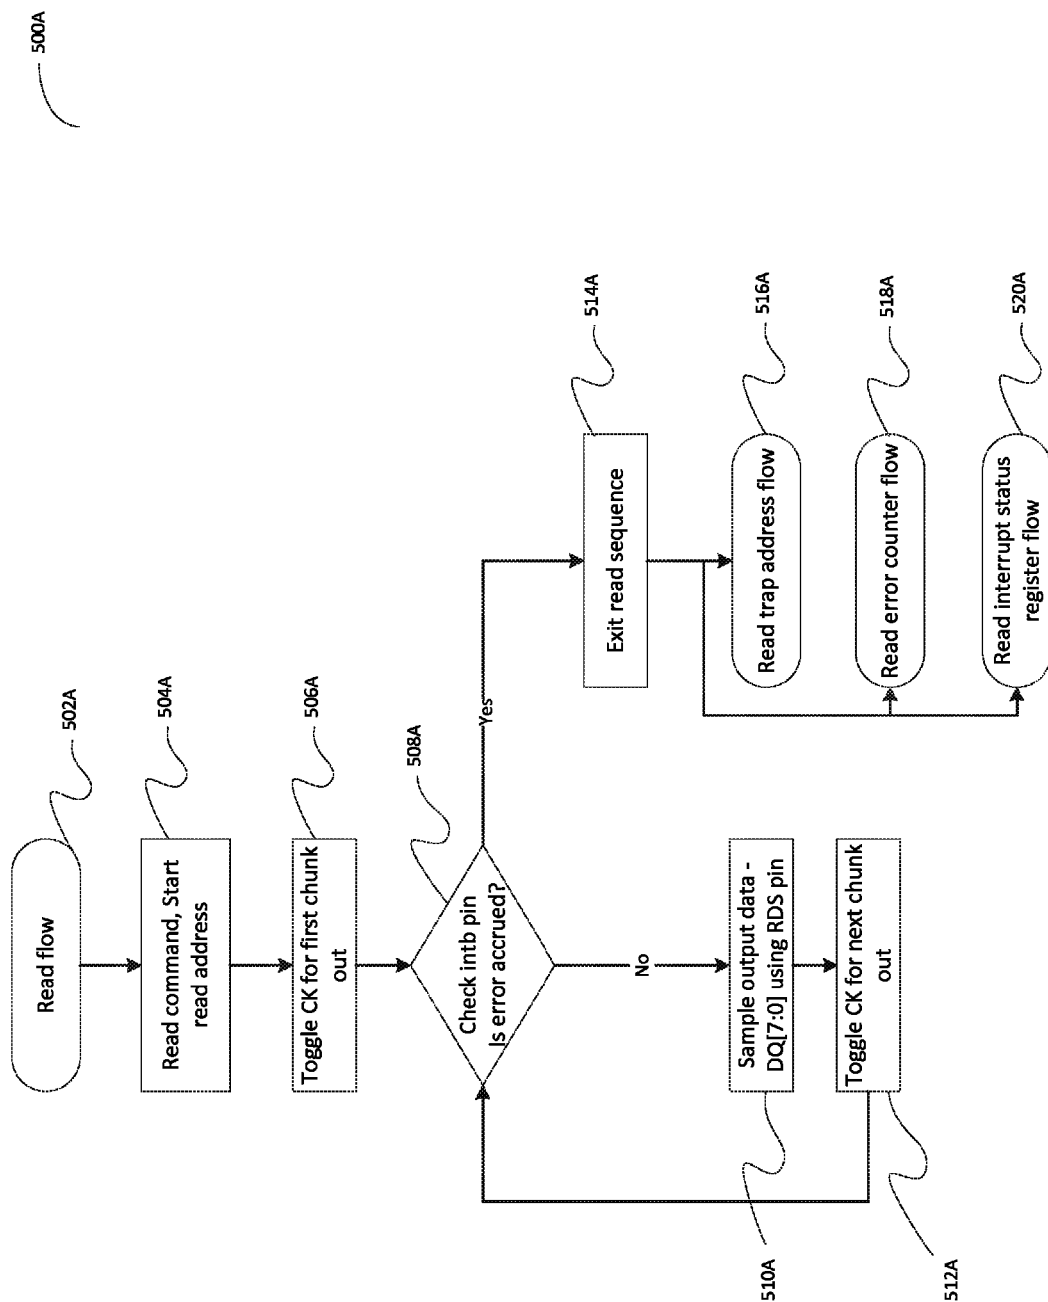 500A
Read flow
502A
Read command, Start
read address
504A
Toggle CK for first chunk
out
506A
Check intb pin
Is error accrued?
508A
Yes
No
Sample output data -
DQ[7:0] using RDS pin
510A
Toggle CK for next chunk
out
512A
Exit read sequence
514A
Read trap address flow
516A
Read error counter flow
518A
Read interrupt status
register flow
520A